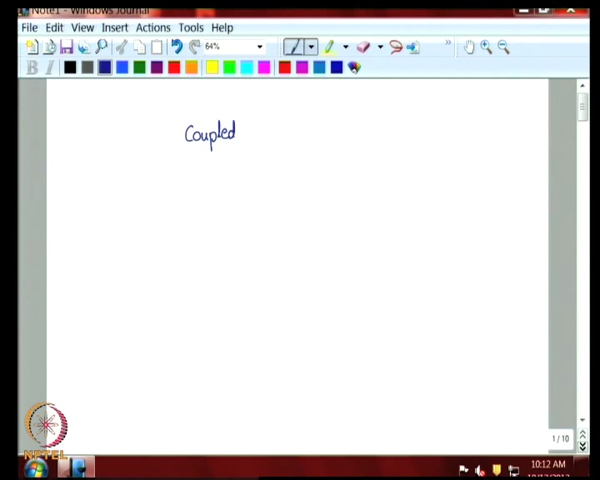 Note1 - Windows Journal
File Edit View Insert Actions Tools Help
64%
B I
Coupled
1 / 10
NPTEL
10:12 AM